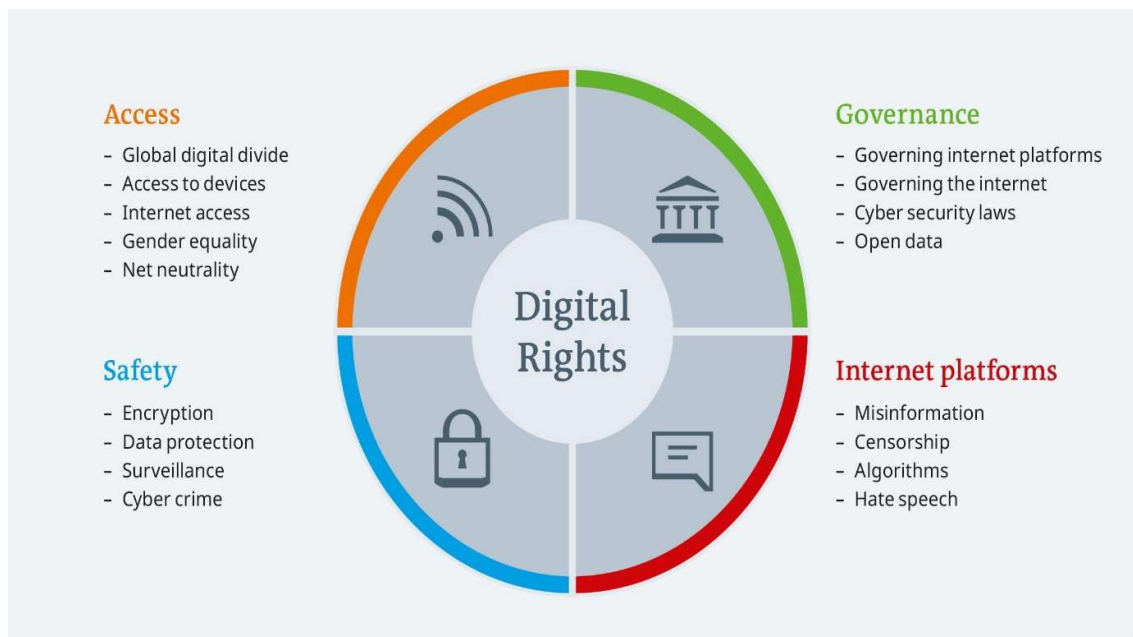 Access
– Global digital divide
– Access to devices
– Internet access
– Gender equality
– Net neutrality
Governance
– Governing internet platforms
– Governing the internet
– Cyber security laws
– Open data
Digital
Rights
Safety
– Encryption
– Data protection
– Surveillance
– Cyber crime
Internet platforms
– Misinformation
– Censorship
– Algorithms
– Hate speech